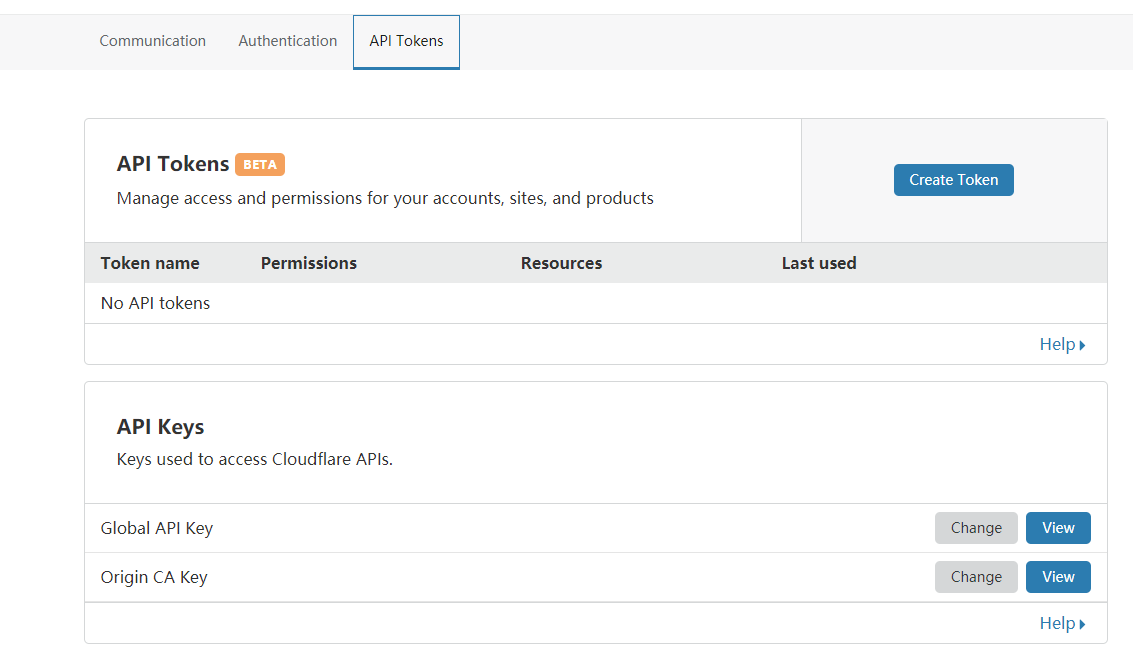 Communication Authentication API Tokens
API Tokens BETA
Manage access and permissions for your accounts, sites, and products
Create Token
Token name Permissions Resources Last used
No API tokens
Help
API Keys
Keys used to access Cloudflare APIs.
Global API Key Change View
Origin CA Key Change View
Help